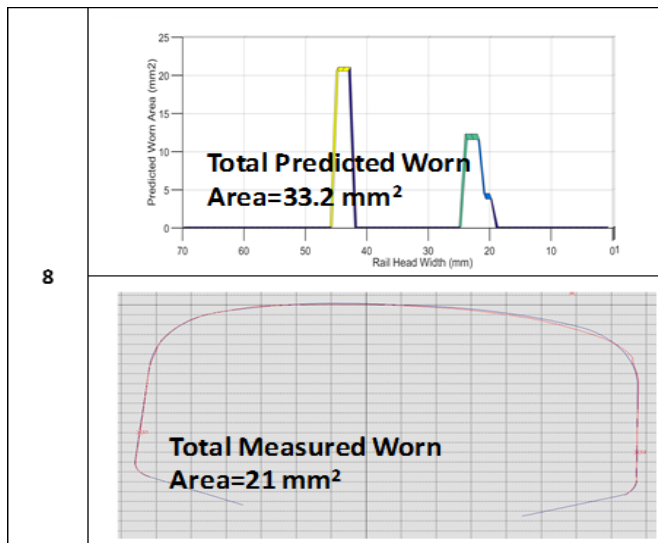 8
Predicted Worn Area (mm2)
25
20
15
10
5
0
Total Predicted Worn
Area=33.2 mm²
70 60 50 40 30 20 10 0 1
Rail Head Width (mm)
Total Measured Worn
Area=21 mm²